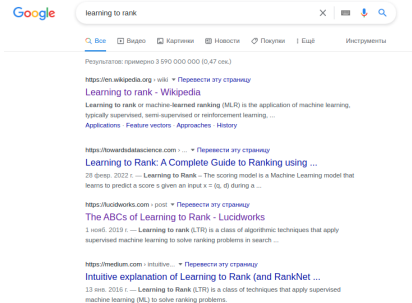 Google
learning to rank
Все Видео Картинки Новости Покупки Ещё Инструменты
Результатов: примерно 3 590 000 000 (0,47 сек.)
https://en.wikipedia.org › wiki Перевести эту страницу
Learning to rank - Wikipedia
Learning to rank or machine-learned ranking (MLR) is the application of machine learning,
typically supervised, semi-supervised or reinforcement learning, ...
Applications · Feature vectors · Approaches · History
https://towardsdatascience.com › ... Перевести эту страницу
Learning to Rank: A Complete Guide to Ranking using ...
28 февр. 2022 г. — Learning to Rank – The scoring model is a Machine Learning model that
learns to predict a score s given an input x = (q, d) during a ...
https://lucidworks.com › post Перевести эту страницу
The ABCs of Learning to Rank - Lucidworks
1 нояб. 2019 г. — Learning to rank (LTR) is a class of algorithmic techniques that apply
supervised machine learning to solve ranking problems in search ...
https://medium.com › intuitive... Перевести эту страницу
Intuitive explanation of Learning to Rank (and RankNet ...
13 янв. 2016 г. — Learning to Rank (LTR) is a class of techniques that apply supervised
machine learning (ML) to solve ranking problems.